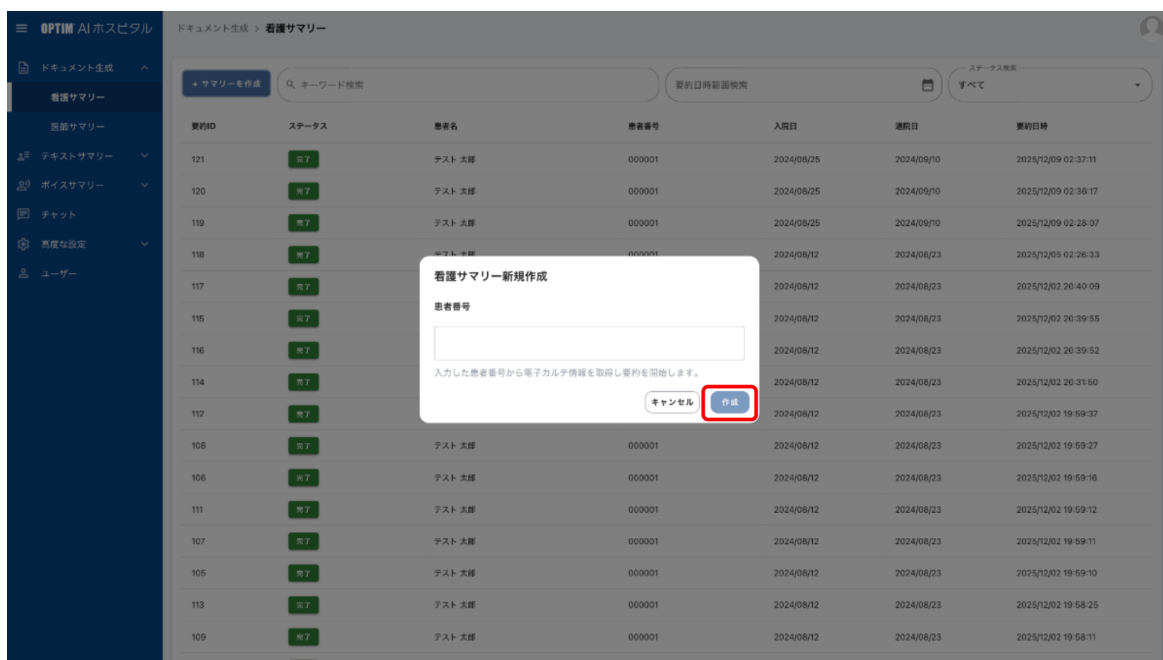 OPTIM AI ホスピタル
ドキュメント生成 > 看護サマリー
ドキュメント生成
看護サマリー
医師サマリー
テキストサマリー
ボイスサマリー
チャット
高度な設定
ユーザー
+ サマリーを作成
キーワード検索
要約日時範囲検索
ステータス検索
すべて
要約ID ステータス 患者名 患者番号 入院日 退院日 要約日時
121 完了 テスト 太郎 000001 2024/08/25 2024/09/10 2025/12/09 02:37:11
120 完了 テスト 太郎 000001 2024/08/25 2024/09/10 2025/12/09 02:36:17
119 完了 テスト 太郎 000001 2024/08/25 2024/09/10 2025/12/09 02:28:07
118 完了 テスト 太郎 000001 2024/08/12 2024/08/23 2025/12/05 02:26:33
117 完了 2024/08/12 2024/08/23 2025/12/02 20:40:09
115 完了 2024/08/12 2024/08/23 2025/12/02 20:39:55
116 完了 2024/08/12 2024/08/23 2025/12/02 20:39:52
114 完了 2024/08/12 2024/08/23 2025/12/02 20:31:50
112 完了 2024/08/12 2024/08/23 2025/12/02 19:59:37
108 完了 テスト 太郎 000001 2024/08/12 2024/08/23 2025/12/02 19:59:27
106 完了 テスト 太郎 000001 2024/08/12 2024/08/23 2025/12/02 19:59:16
111 完了 テスト 太郎 000001 2024/08/12 2024/08/23 2025/12/02 19:59:12
107 完了 テスト 太郎 000001 2024/08/12 2024/08/23 2025/12/02 19:59:11
105 完了 テスト 太郎 000001 2024/08/12 2024/08/23 2025/12/02 19:59:10
113 完了 テスト 太郎 000001 2024/08/12 2024/08/23 2025/12/02 19:58:25
109 完了 テスト 太郎 000001 2024/08/12 2024/08/23 2025/12/02 19:58:11
看護サマリー新規作成
患者番号
入力した患者番号から電子カルテ情報を取得し要約を開始します。
キャンセル
作成